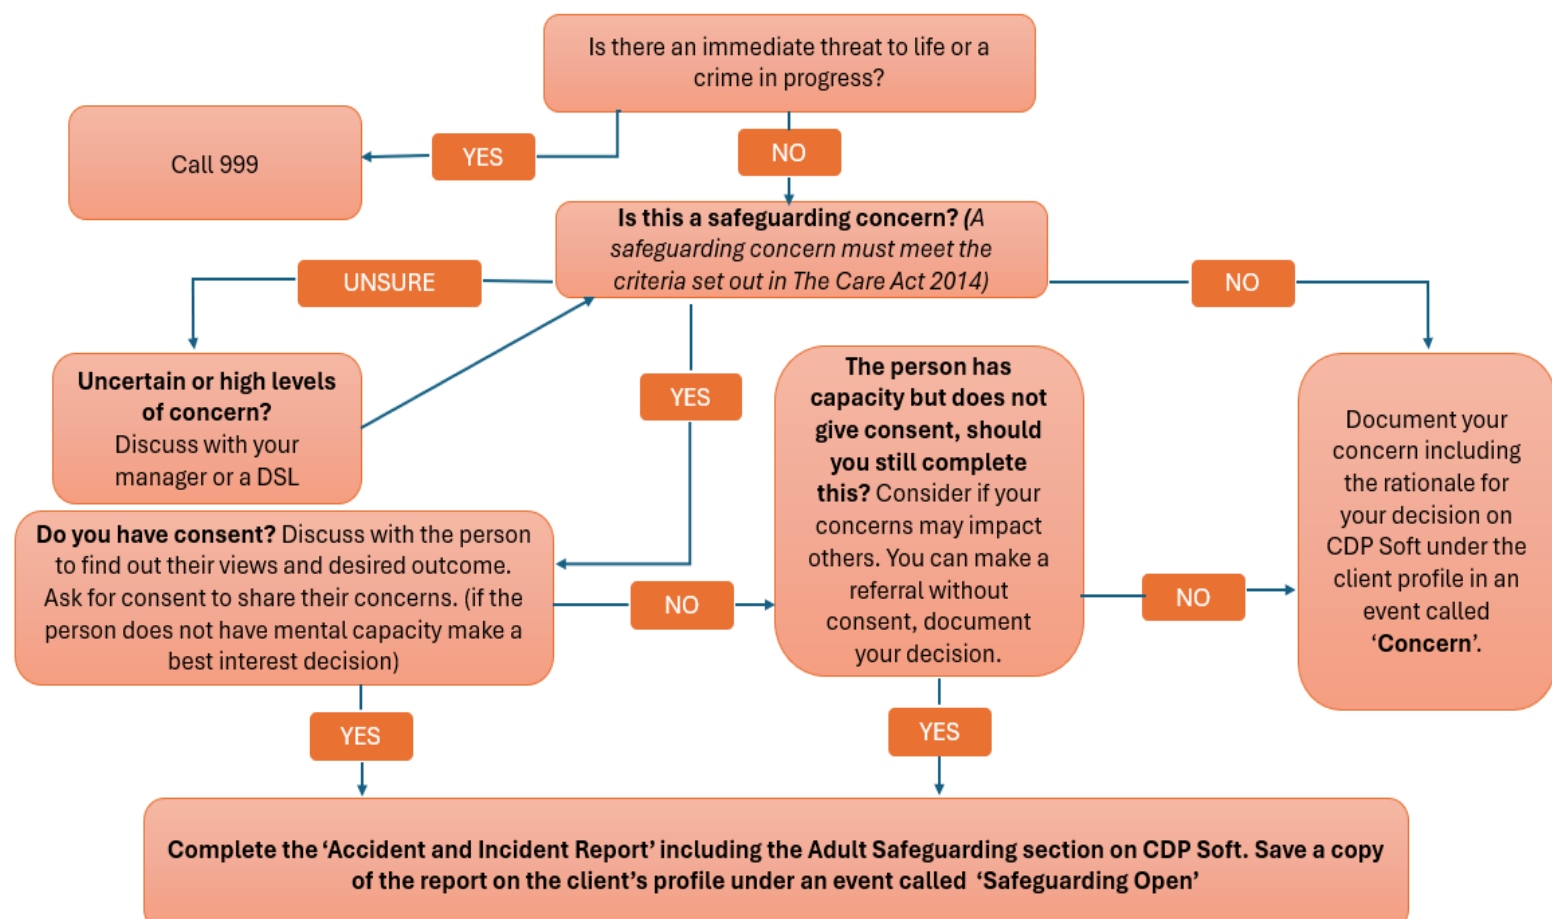 Is there an immediate threat to life or a
crime in progress?
Call 999
YES
NO
Is this a safeguarding concern? (A
safeguarding concern must meet the
criteria set out in The Care Act 2014)
UNSURE
NO
Uncertain or high levels
of concern?
Discuss with your
manager or a DSL
YES
Do you have consent? Discuss with the person
to find out their views and desired outcome.
Ask for consent to share their concerns. (if the
person does not have mental capacity make a
best interest decision)
NO
The person has
capacity but does not
give consent, should
you still complete
this? Consider if your
concerns may impact
others. You can make a
referral without
consent, document
your decision.
NO
Document your
concern including
the rationale for
your decision on
CDP Soft under the
client profile in an
event called
‘Concern’.
YES
YES
Complete the ‘Accident and Incident Report’ including the Adult Safeguarding section on CDP Soft. Save a copy
of the report on the client’s profile under an event called ‘Safeguarding Open’